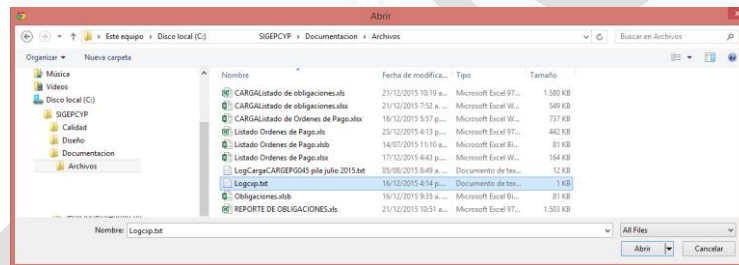 Abrir
Este equipo ▸ Disco local (C:) SIGEPCYP ▸ Documentacion ▸ Archivos
Buscar en Archivos
Organizar Nueva carpeta
Música
Videos
Disco local (C:)
SIGEPCYP
Calidad
Diseño
Documentacion
Archivos
Nombre Fecha de modifica... Tipo Tamaño
CARGAListado de obligaciones.xls 21/12/2015 10:19 a... Microsoft Excel 97... 1.580 KB
CARGAListado de obligaciones.xlsx 21/12/2015 7:52 a. ... Microsoft Excel W... 549 KB
CARGAListado de Ordenes de Pago.xlsx 18/12/2015 5:57 p.... Microsoft Excel W... 737 KB
Listado Ordenes de Pago.xls 23/12/2015 4:13 p.... Microsoft Excel 97... 442 KB
Listado Ordenes de Pago.xlsb 14/07/2015 11:10 a... Microsoft Excel Bi... 81 KB
Listado Ordenes de Pago.xlsx 17/12/2015 4:43 p.... Microsoft Excel W... 164 KB
LogCargaCARGEPG045 pila julio 2015.txt 05/08/2015 8:49 a. ... Documento de tex... 12 KB
Logcxp.txt 16/12/2015 4:14 p.... Documento de tex... 1 KB
Obligaciones.xlsb 16/12/2015 9:35 a. ... Microsoft Excel Bi... 81 KB
REPORTE DE OBLIGACIONES.xls 21/12/2015 10:51 a... Microsoft Excel 97... 1.503 KB
Nombre: Logcxp.txt All Files
Abrir Cancelar